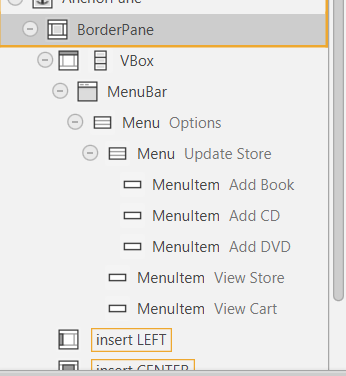 AnchorPane
BorderPane
VBox
MenuBar
Menu Options
Menu Update Store
MenuItem Add Book
MenuItem Add CD
MenuItem Add DVD
MenuItem View Store
MenuItem View Cart
insert LEFT
insert CENTER